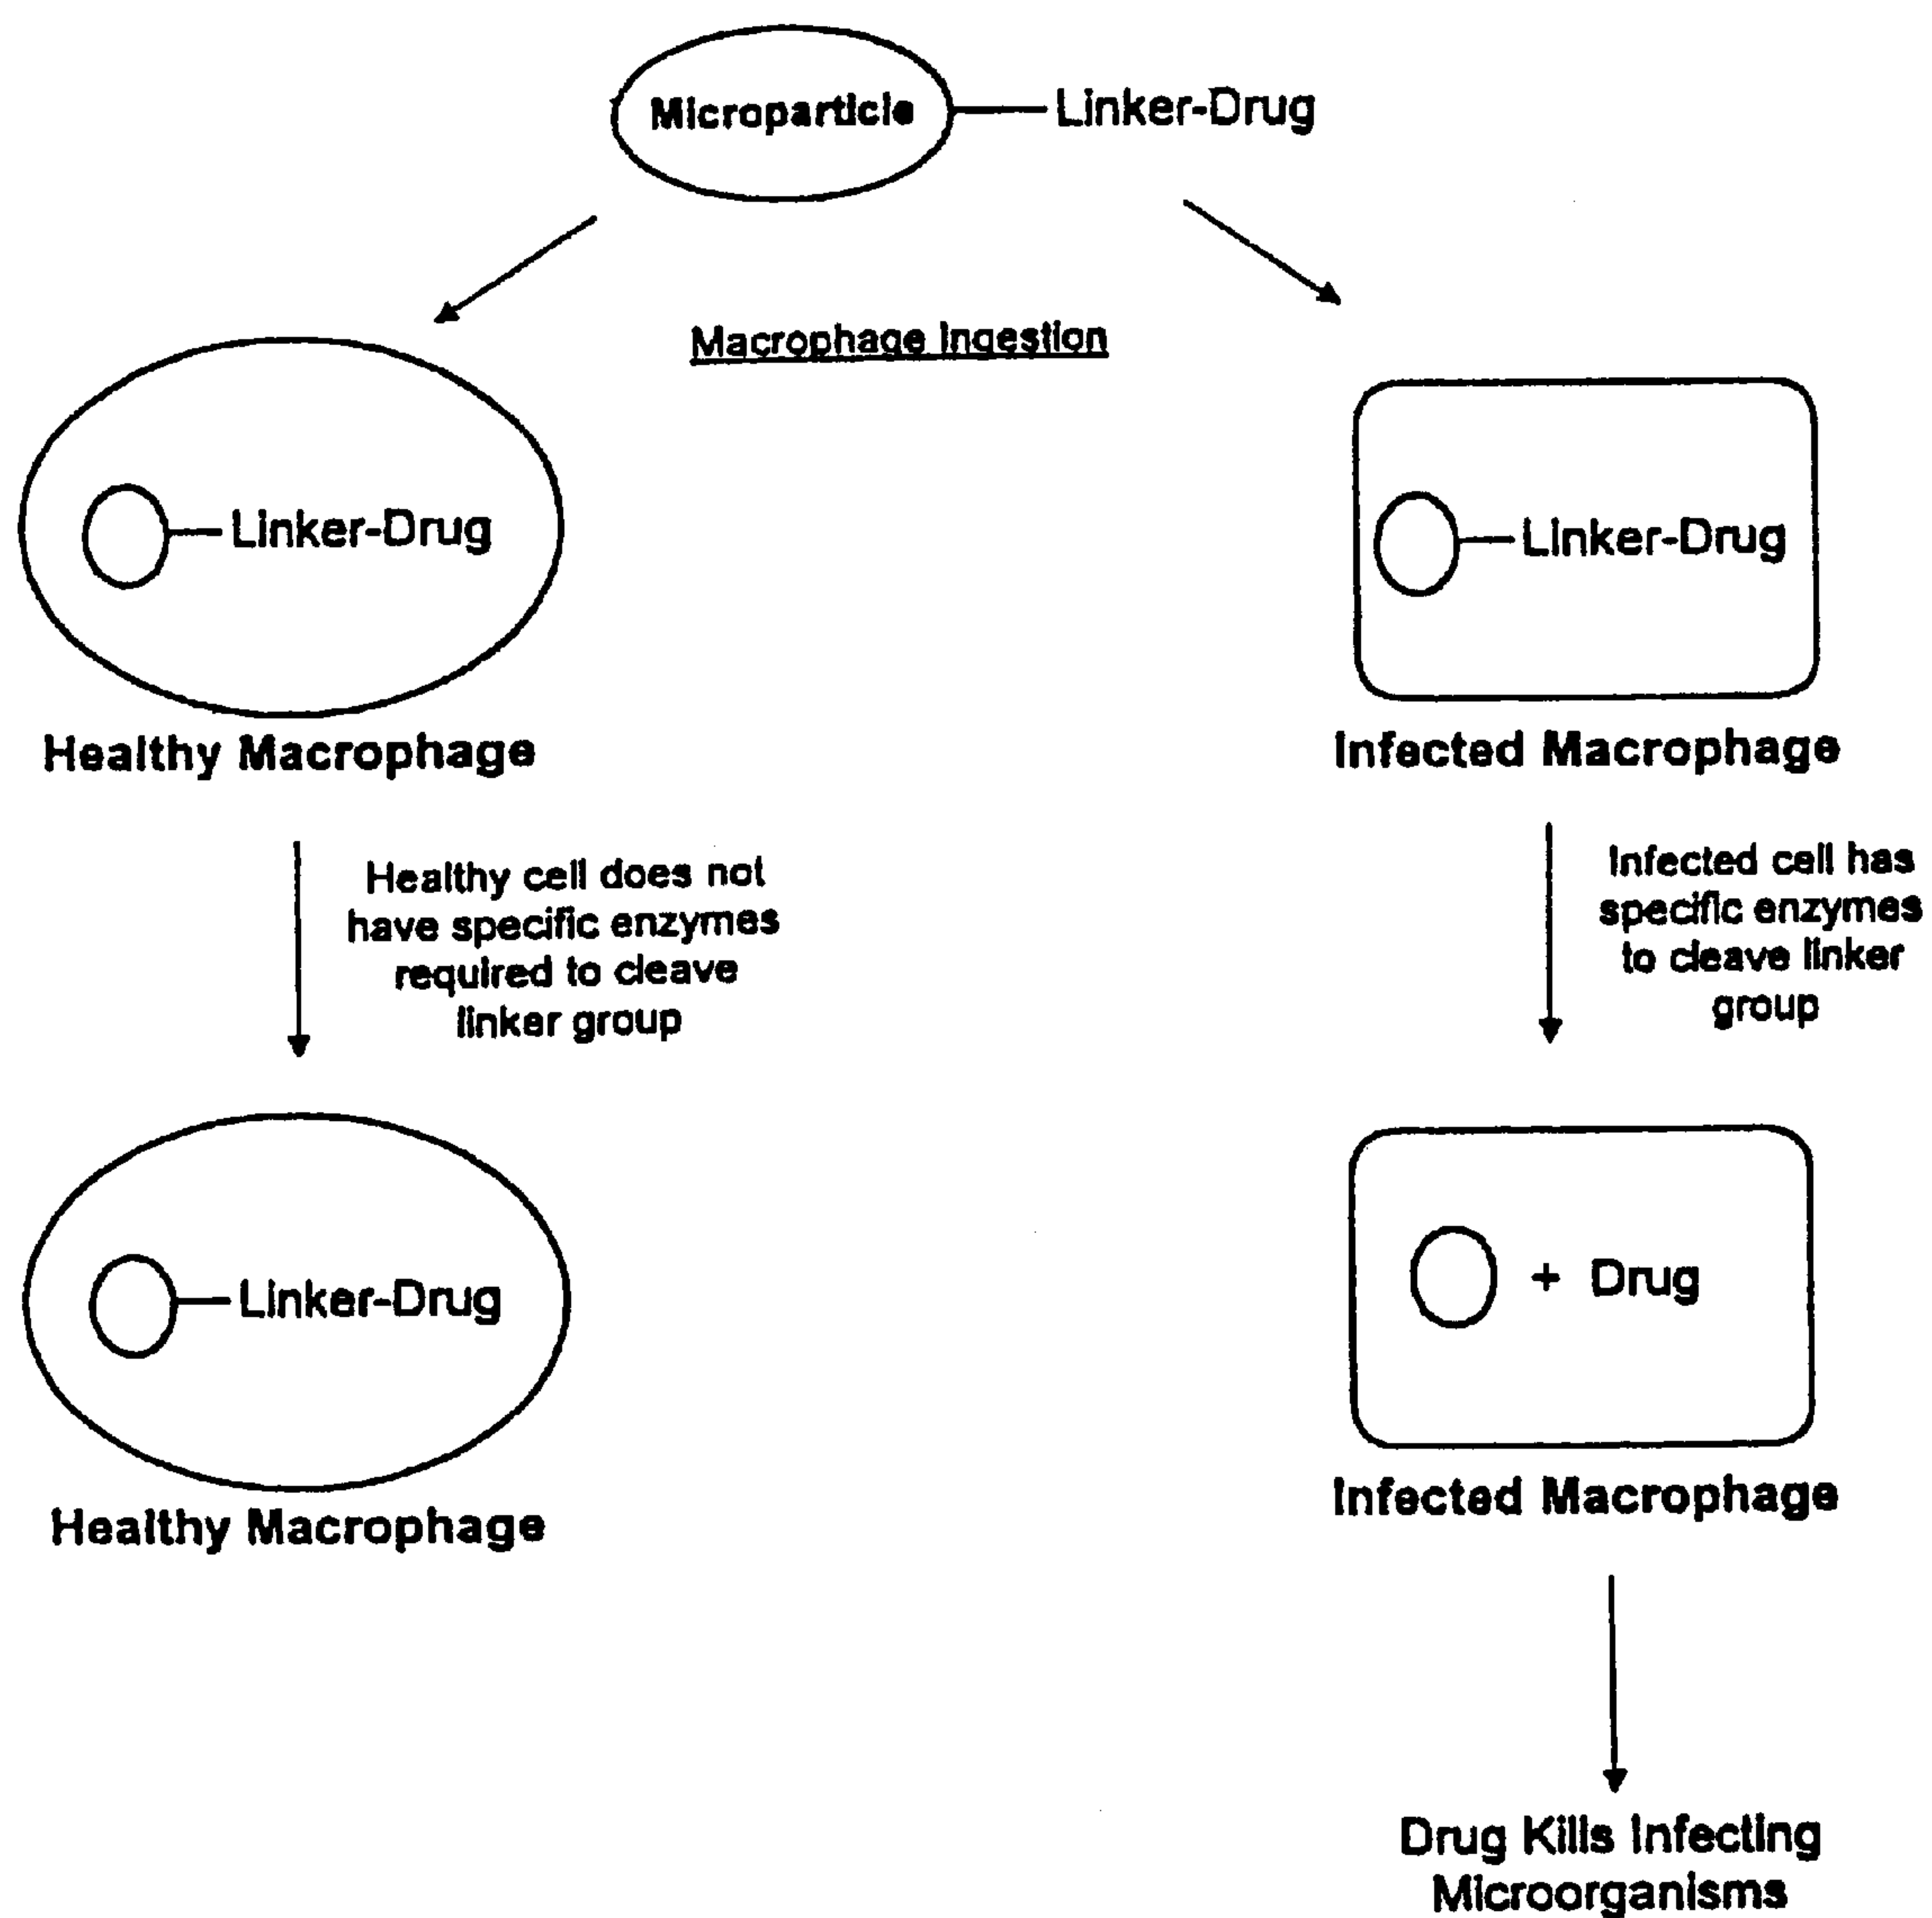 Microparticle
Linker-Drug
Macrophage Ingestion
Linker-Drug
Linker-Drug
Healthy Macrophage
Infected Macrophage
Healthy cell does not
have specific enzymes
required to cleave
linker group
Infected cell has
specific enzymes
to cleave linker
group
Linker-Drug
+ Drug
Healthy Macrophage
Infected Macrophage
Drug Kills Infecting
Microorganisms